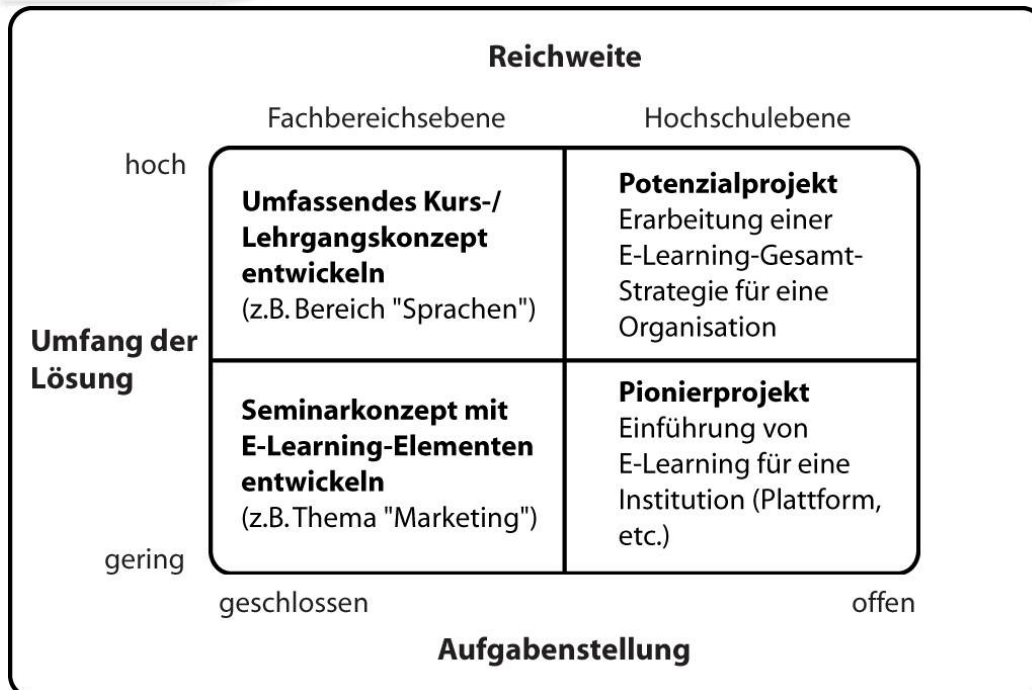 Reichweite
Fachbereichsebene
Hochschulebene
hoch
Umfassendes Kurs-/
Lehrgangskonzept
entwickeln
(z.B. Bereich "Sprachen")
Potenzialprojekt
Erarbeitung einer
E-Learning-Gesamt-
Strategie für eine
Organisation
Umfang der
Lösung
Seminarkonzept mit
E-Learning-Elementen
entwickeln
(z.B. Thema "Marketing")
Pionierprojekt
Einführung von
E-Learning für eine
Institution (Plattform,
etc.)
gering
geschlossen
offen
Aufgabenstellung